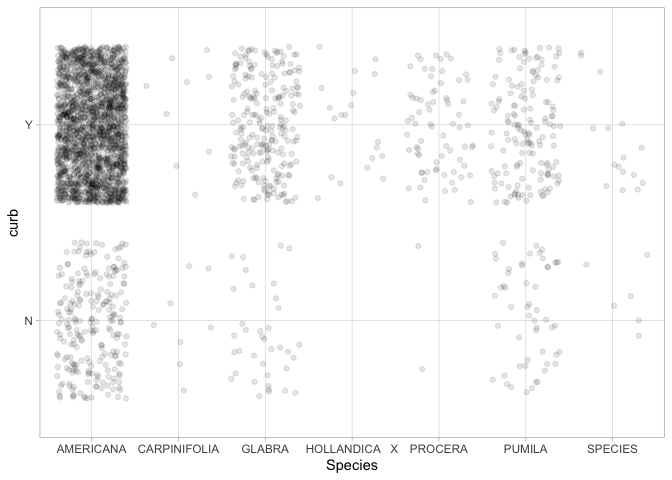 Y
curb
N
AMERICANA CARPINIFOLIA GLABRA HOLLANDICA X PROCERA PUMILA SPECIES
Species